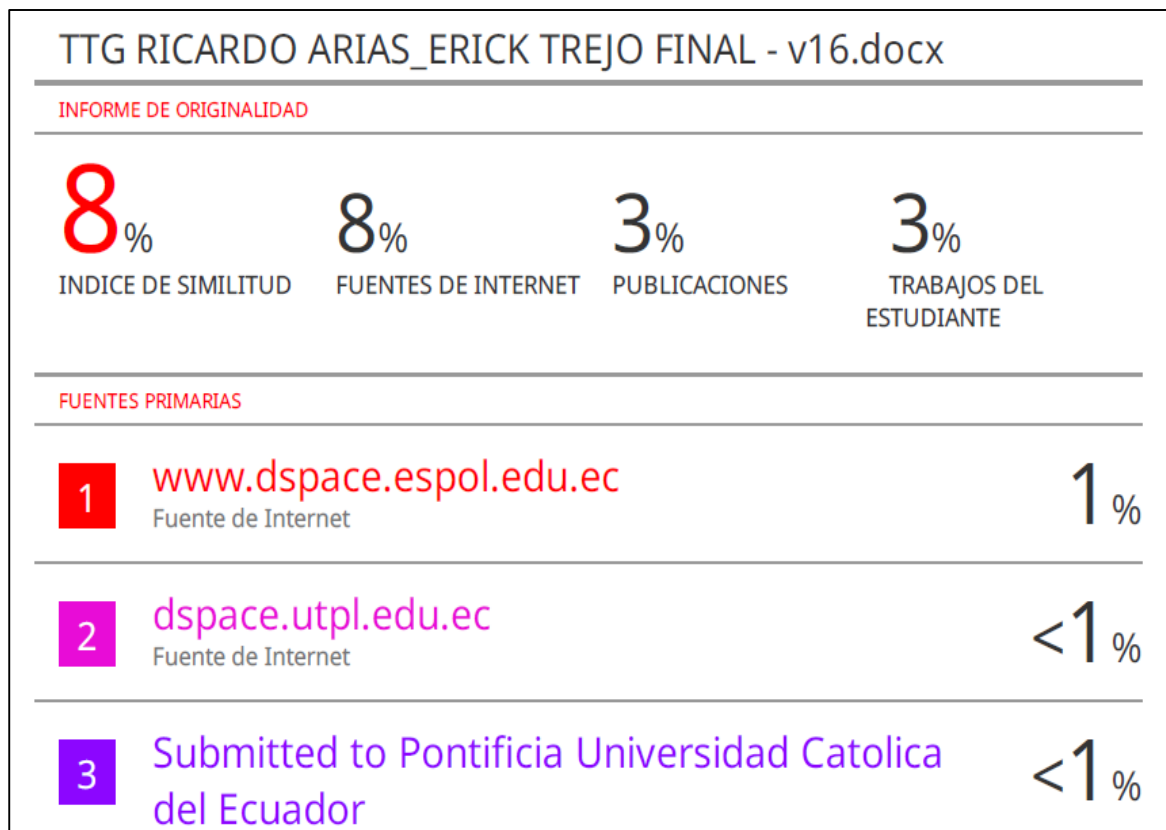 TTG RICARDO ARIAS_ERICK TREJO FINAL - v16.docx
INFORME DE ORIGINALIDAD
8% 8% 3% 3%
INDICE DE SIMILITUD FUENTES DE INTERNET PUBLICACIONES TRABAJOS DEL
ESTUDIANTE
FUENTES PRIMARIAS
1 www.dspace.espol.edu.ec 1%
Fuente de Internet
2 dspace.utpl.edu.ec <1%
Fuente de Internet
3 Submitted to Pontificia Universidad Catolica <1%
del Ecuador